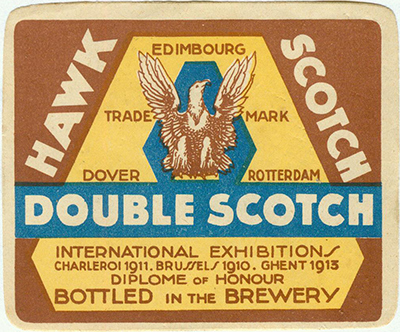 HAWK
SCOTCH
EDIMBOURG
TRADE MARK
DOVER ROTTERDAM
DOUBLE SCOTCH
INTERNATIONAL EXHIBITIONS
CHARLEROI 1911. BRUSSELS 1910. GHENT 1913
DIPLOME OF HONOUR
BOTTLED IN THE BREWERY